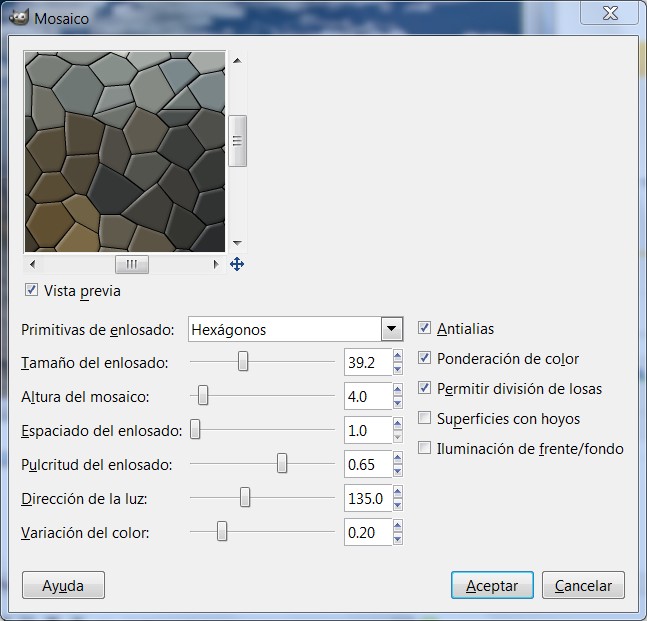 Mosaico
Vista previa
Primitivas de enlosado: Hexágonos
Tamaño del enlosado: 39.2
Altura del mosaico: 4.0
Espaciado del enlosado: 1.0
Pulcritud del enlosado: 0.65
Dirección de la luz: 135.0
Variación del color: 0.20
Antialias
Ponderación de color
Permitir división de losas
Superficies con hoyos
Iluminación de frente/fondo
Ayuda
Aceptar
Cancelar